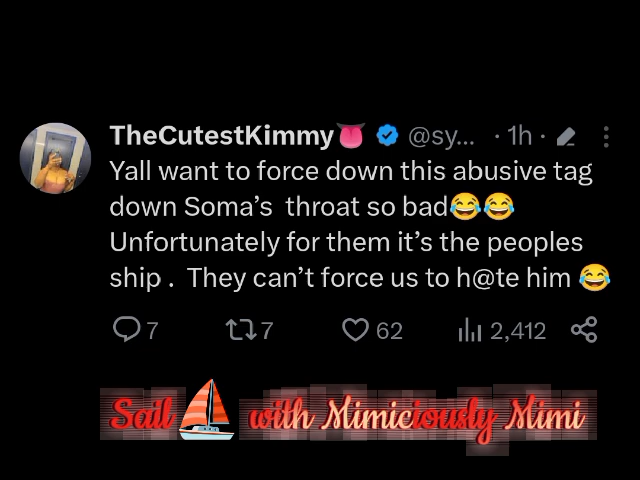 TheCutestKimmy👅 @sy... · 1h ·
Yall want to force down this abusive tag
down Soma's  throat so bad😂😂
Unfortunately for them it's the peoples
ship .  They can't force us to h@te him 😂
7 7 62 2,412
Sail ⛵ with Mimiciously Mimi